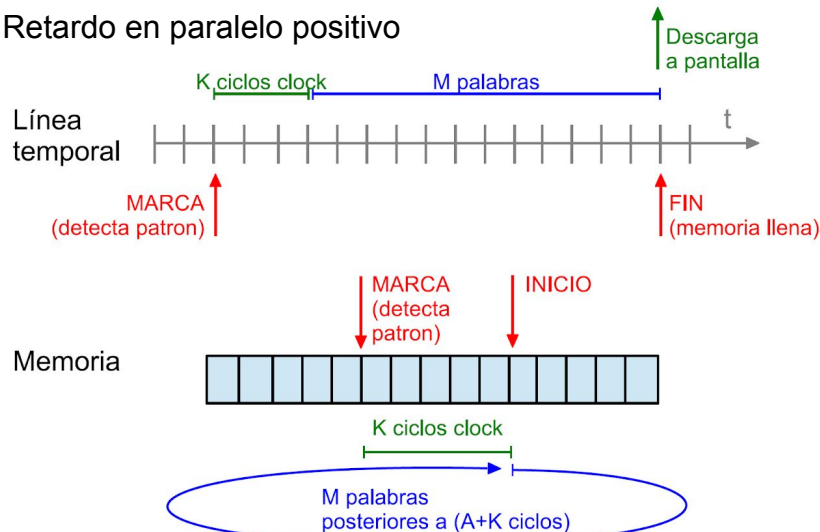 Retardo en paralelo positivo
Descarga
a pantalla
K ciclos clock
M palabras
Línea
temporal
t
MARCA
(detecta patron)
FIN
(memoria llena)
MARCA
(detecta
patron)
INICIO
Memoria
K ciclos clock
M palabras
posteriores a (A+K ciclos)